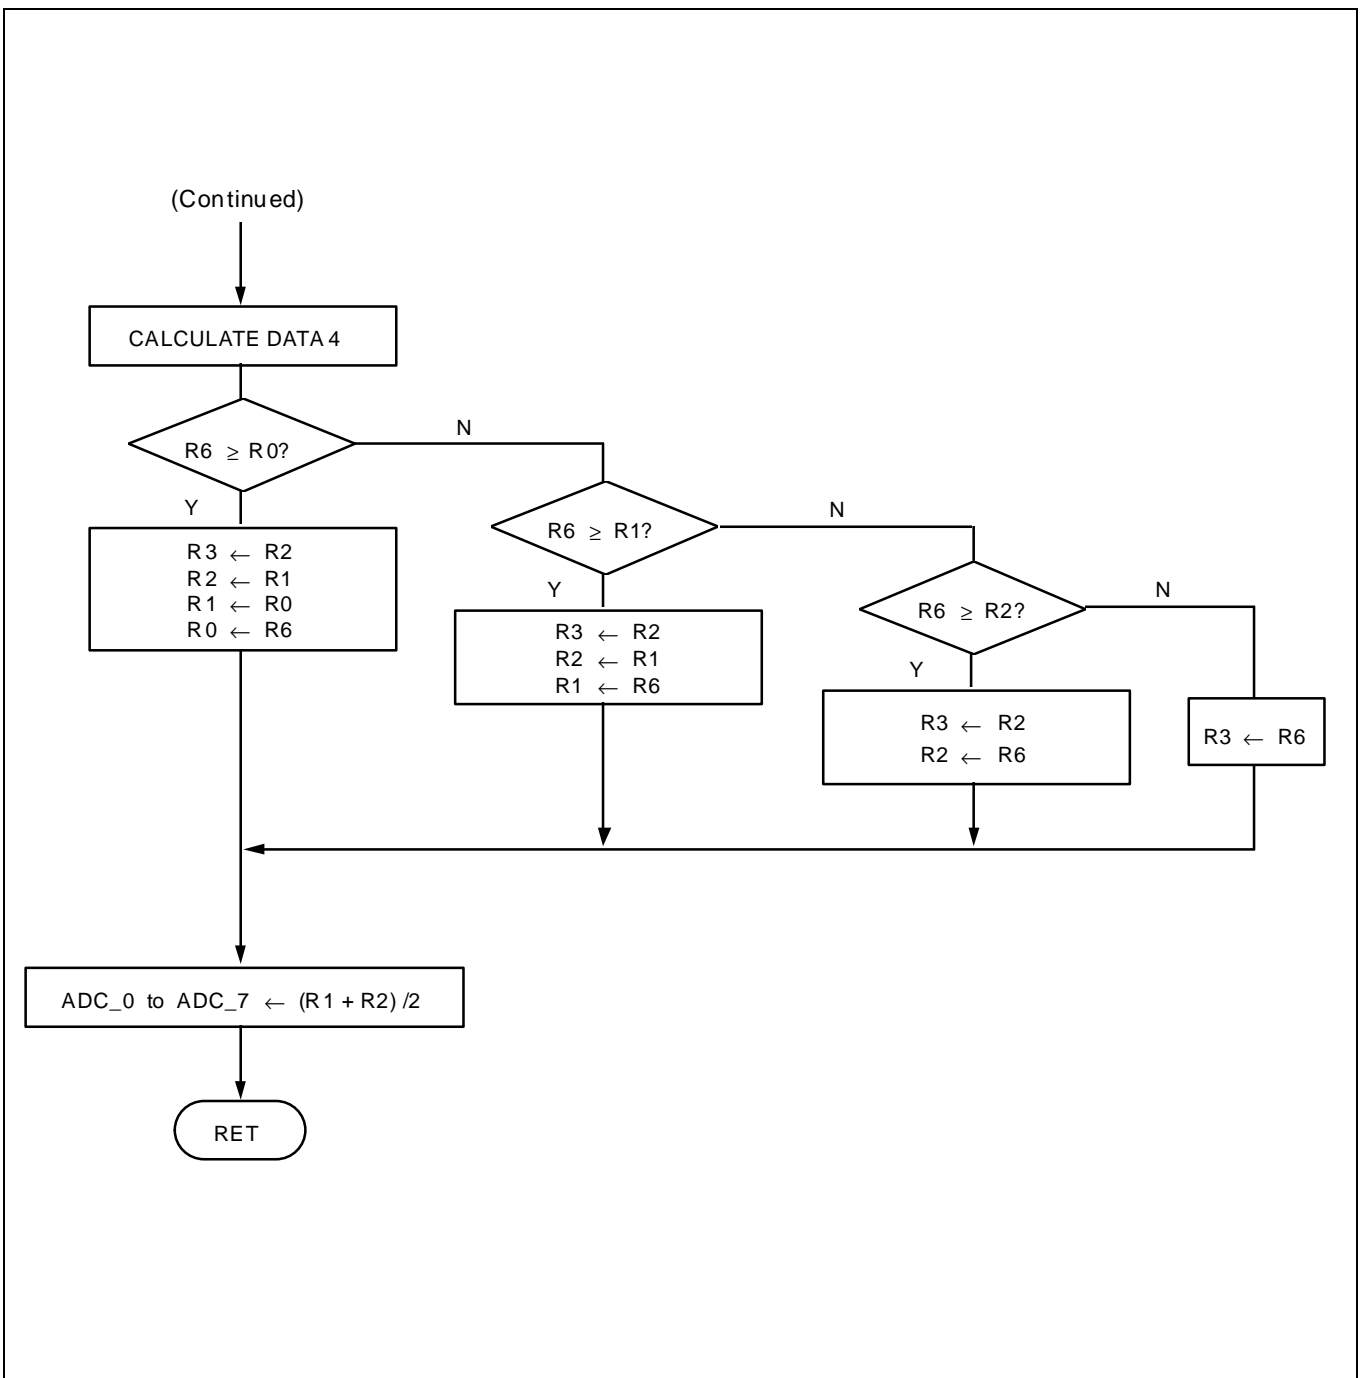 (Continued)
CALCULATE DATA 4
R6 ≥ R0?
N
Y
R3 ← R2
R2 ← R1
R1 ← R0
R0 ← R6
R6 ≥ R1?
N
Y
R3 ← R2
R2 ← R1
R1 ← R6
R6 ≥ R2?
N
Y
R3 ← R2
R2 ← R6
R3 ← R6
ADC_0 to ADC_7 ← (R1 + R2) /2
RET